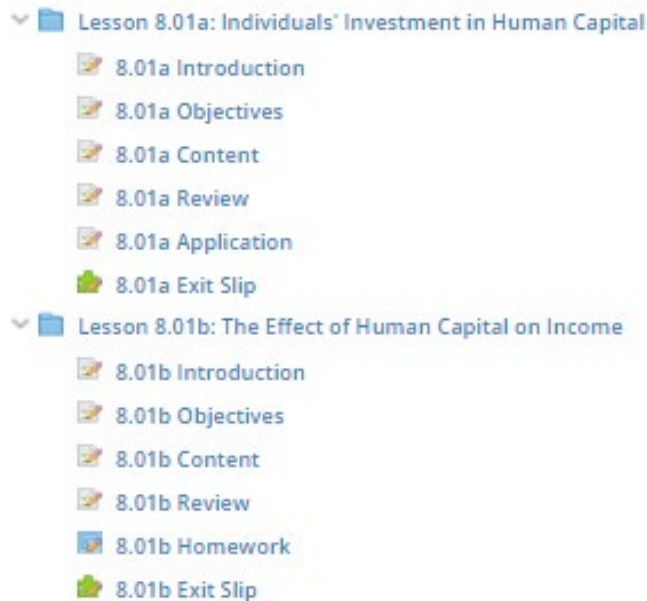 Lesson 8.01a: Individuals' Investment in Human Capital
8.01a Introduction
8.01a Objectives
8.01a Content
8.01a Review
8.01a Application
8.01a Exit Slip
Lesson 8.01b: The Effect of Human Capital on Income
8.01b Introduction
8.01b Objectives
8.01b Content
8.01b Review
8.01b Homework
8.01b Exit Slip